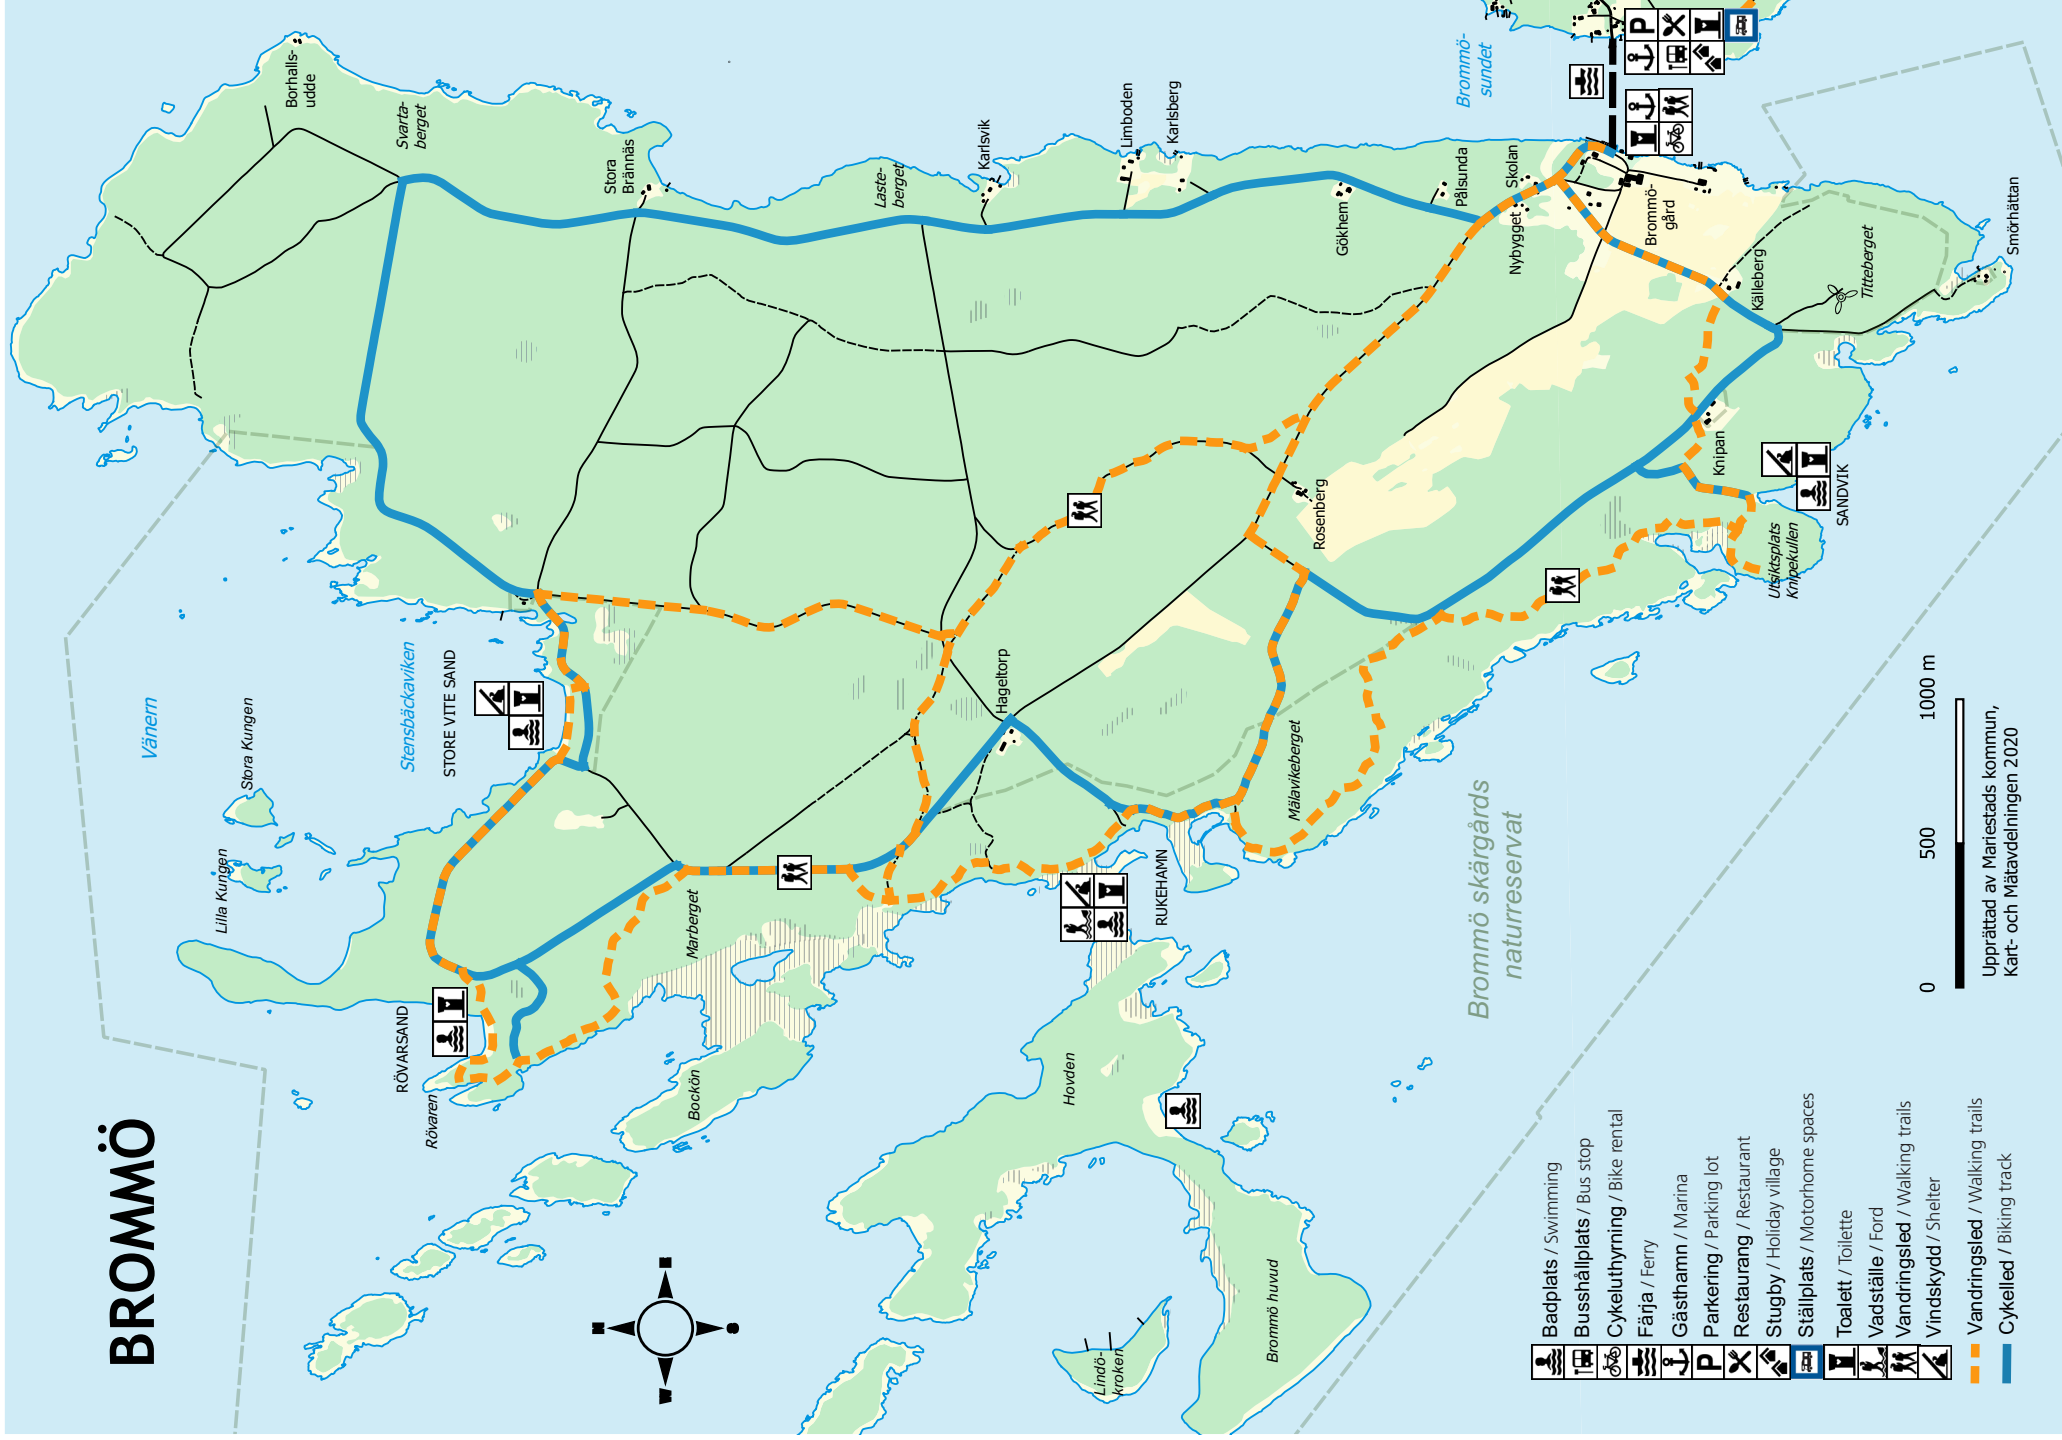 BROMMÖ
Vänern
Lilla Kungen
Stora Kungen
Borhalls-
udde
Svarta-
berget
Stensbäckaviken
STORE VITE SAND
RÖVARSAND
Rövaren
Stora
Brännäs
Marberget
Bockön
Laste-
berget
Karlsvik
Hageltorp
Limboden
Karlsberg
RUKEHAMN
Hovden
Lindö-
kroken
Brommö huvud
Mälavikeberget
Rosenberg
Gökhem
Pålsunda
Brommö-
sundet
Skolan
Nybygget
Brommö-
gård
Källeberg
Titteberget
Smörhättan
Knipan
SANDVIK
Utsiktsplats
Knipekullen
Brommö skärgårds
naturreservat
N
W
E
S
P
Badplats / Swimming
Busshållplats / Bus stop
Cykeluthyrning / Bike rental
Färja / Ferry
Gästhamn / Marina
P Parkering / Parking lot
Restaurang / Restaurant
Stugby / Holiday village
Ställplats / Motorhome spaces
Toalett / Toilette
Vadställe / Ford
Vandringsled / Walking trails
Vindskydd / Shelter
Vandringsled / Walking trails
Cykelled / Biking track
0 500 1000 m
Upprättad av Mariestads kommun,
Kart- och Mätavdelningen 2020